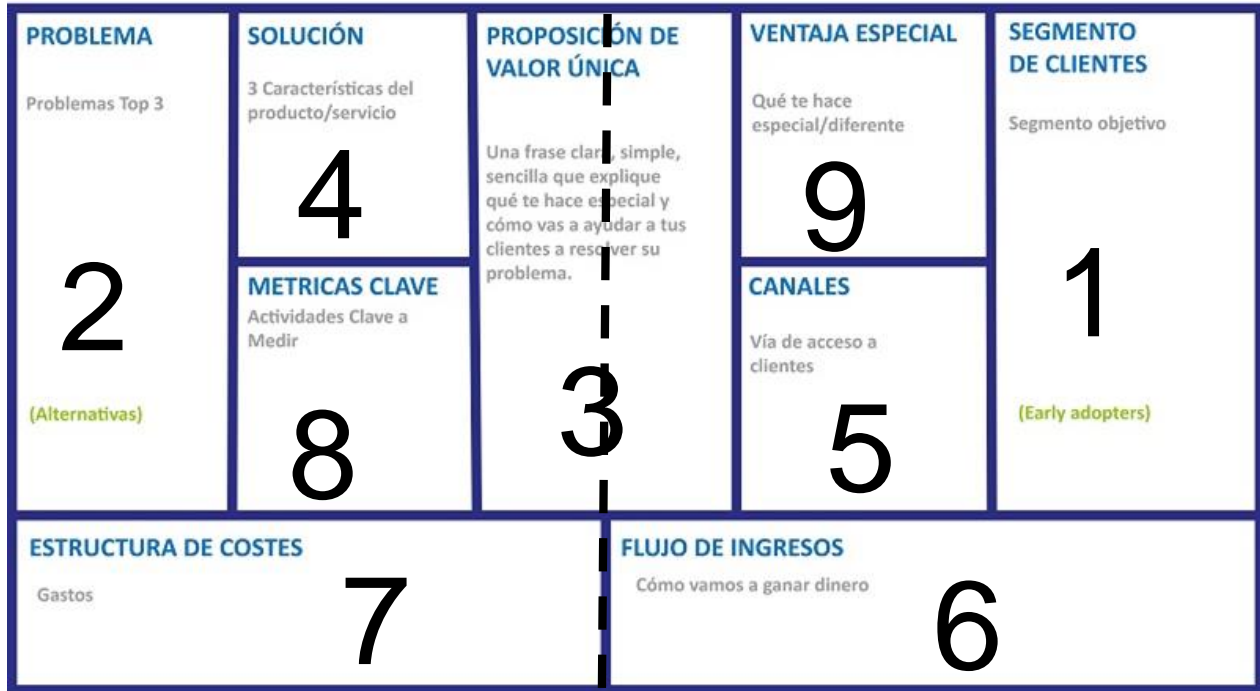 PROBLEMA
Problemas Top 3
2
(Alternativas)
SOLUCIÓN
3 Características del
producto/servicio
4
METRICAS CLAVE
Actividades Clave a
Medir
8
PROPOSICIÓN DE
VALOR ÚNICA
Una frase clara, simple,
sencilla que explique
qué te hace especial y
cómo vas a ayudar a tus
clientes a resolver su
problema.
3
VENTAJA ESPECIAL
Qué te hace
especial/diferente
9
CANALES
Vía de acceso a
clientes
5
SEGMENTO
DE CLIENTES
Segmento objetivo
1
(Early adopters)
ESTRUCTURA DE COSTES
Gastos
7
FLUJO DE INGRESOS
Cómo vamos a ganar dinero
6